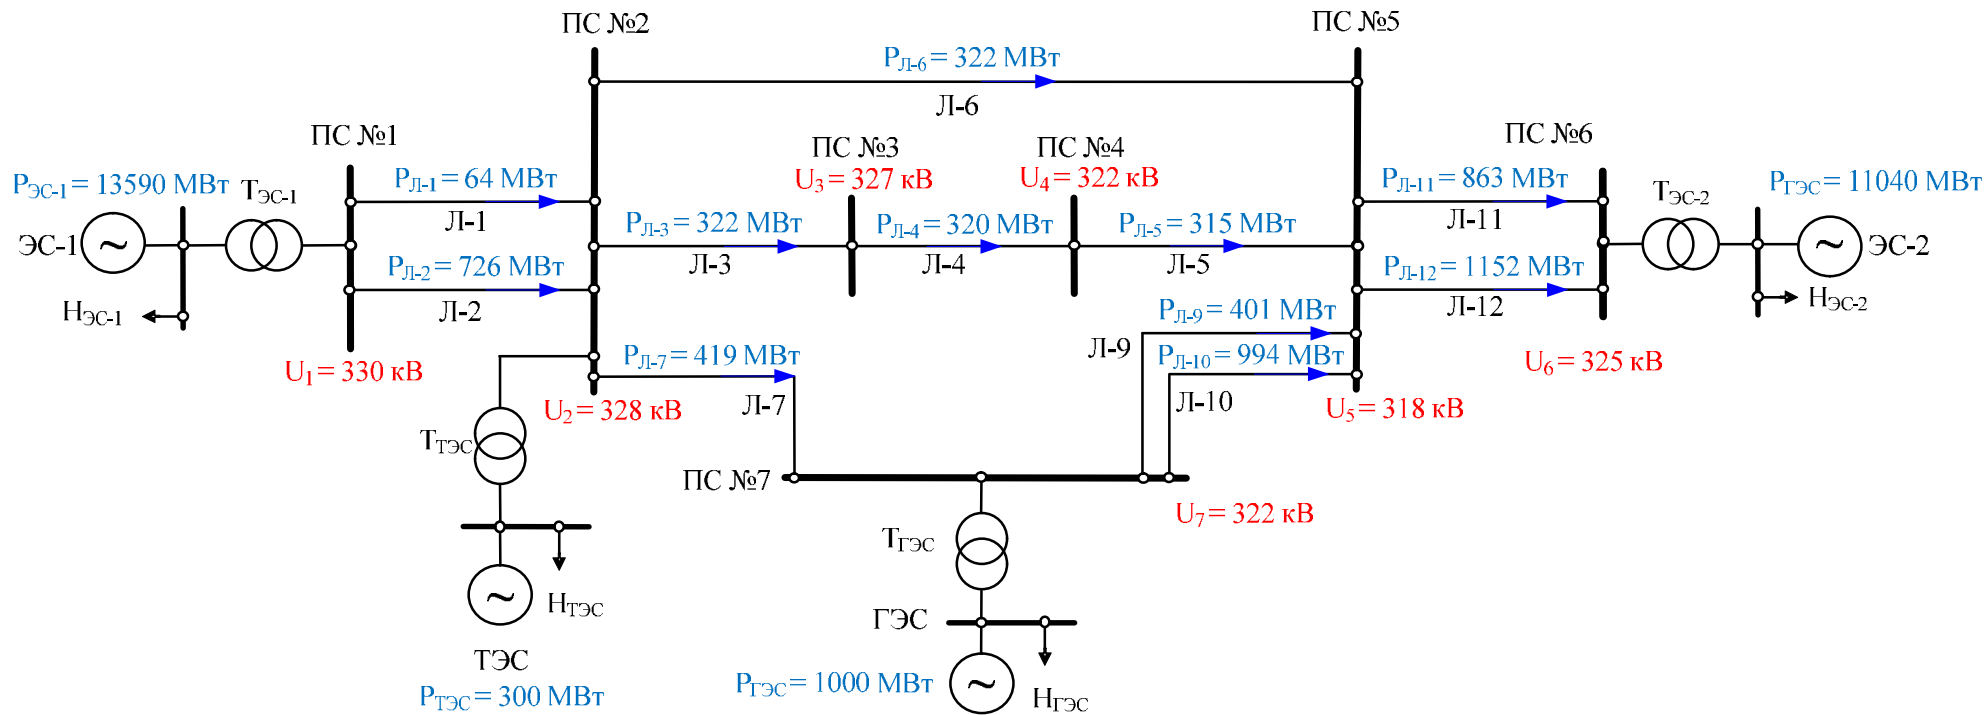 ПС №2
ПС №5
P Л-6 = 322 МВт
Л-6
ПС №1
ПС №3
ПС №4
ПС №6
U3 = 327 кВ
U4 = 322 кВ
PЭС-1 = 13590 МВт
TЭС-1
PЛ-1 = 64 МВт
PЛ-11 = 863 МВт
TЭС-2
PГЭС = 11040 МВт
Л-1
Л-11
PЛ-3 = 322 МВт
PЛ-4 = 320 МВт
PЛ-5 = 315 МВт
ЭС-1
ЭС-2
Л-3
Л-4
Л-5
PЛ-2 = 726 МВт
PЛ-12 = 1152 МВт
НЭС-1
Л-2
Л-12
НЭС-2
PЛ-9 = 401 МВт
Л-9
PЛ-7 = 419 МВт
PЛ-10 = 994 МВт
U1 = 330 кВ
U6 = 325 кВ
Л-7
Л-10
U2 = 328 кВ
U5 = 318 кВ
TТЭС
ПС №7
U7 = 322 кВ
TГЭС
НТЭС
ГЭС
ТЭС
PТЭС = 300 МВт
PГЭС = 1000 МВт
НГЭС